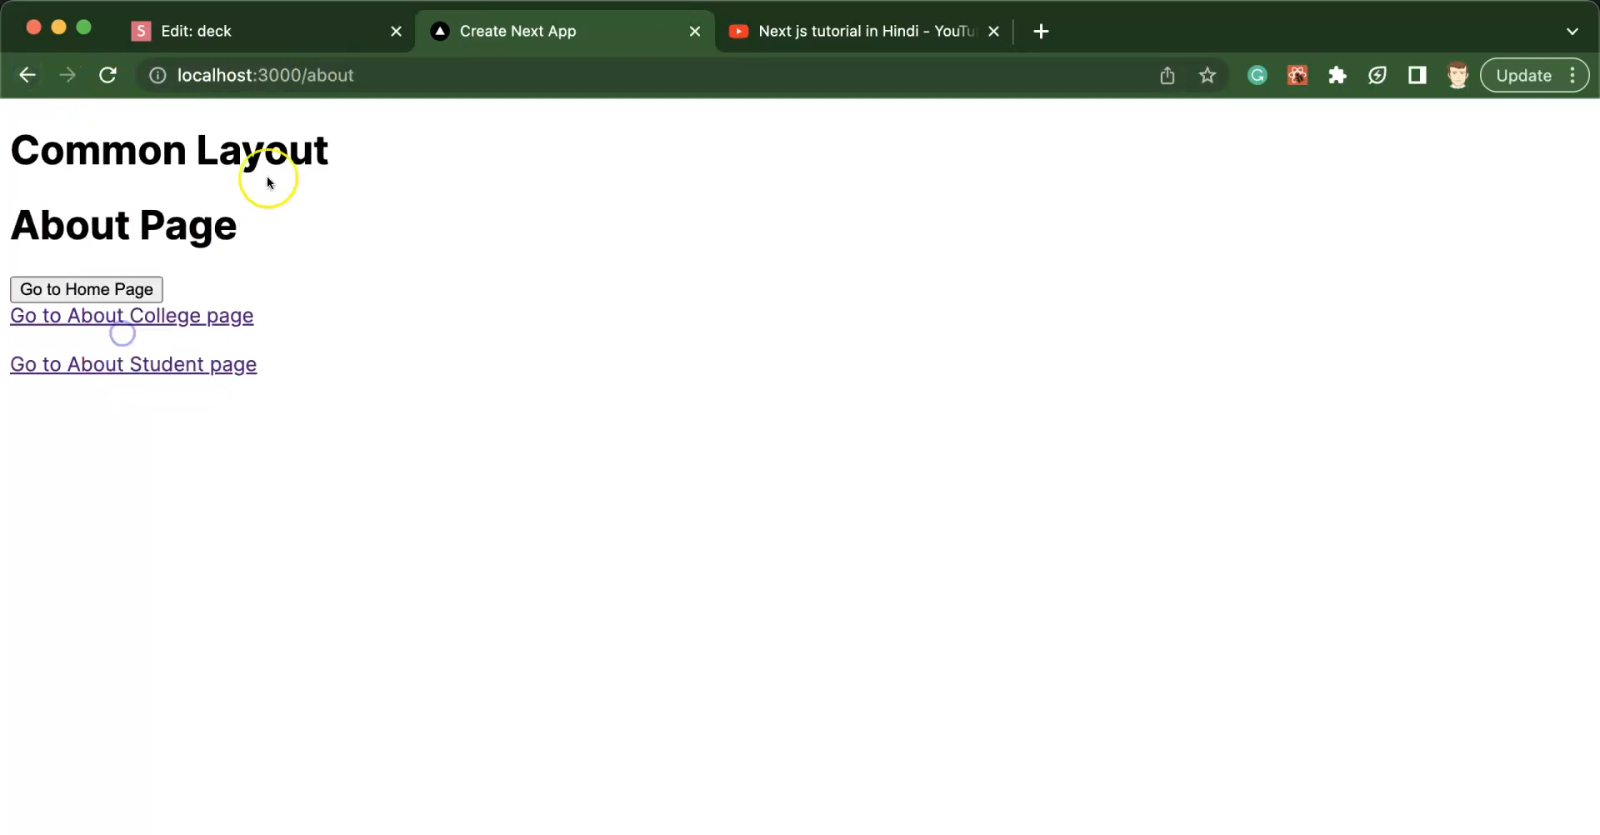 S Edit: deck
Create Next App
Next js tutorial in Hindi - YouTu
localhost:3000/about
G
Update
Common Layout
About Page
Go to Home Page
Go to About College page
Go to About Student page